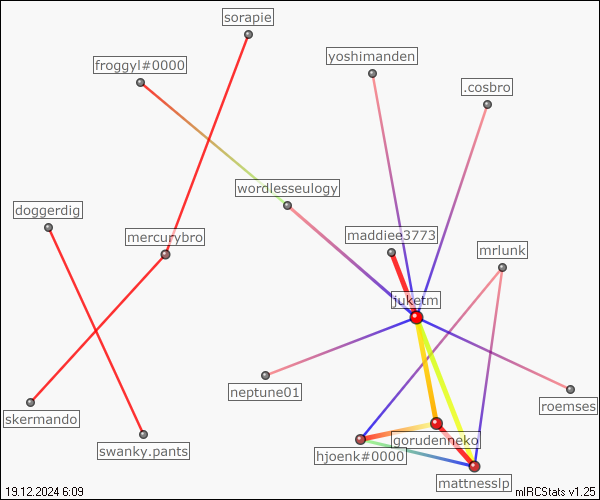 sorapie
yoshimanden
froggyl#0000
.cosbro
wordlesseulogy
doggerdig
mercurybro
maddiee3773
mrlunk
juketm
neptune01
roemses
skermando
swanky.pants
gorudenneko
hjoenk#0000
mattnesslp
19.12.2024 6:09
mIRCStats v1.25